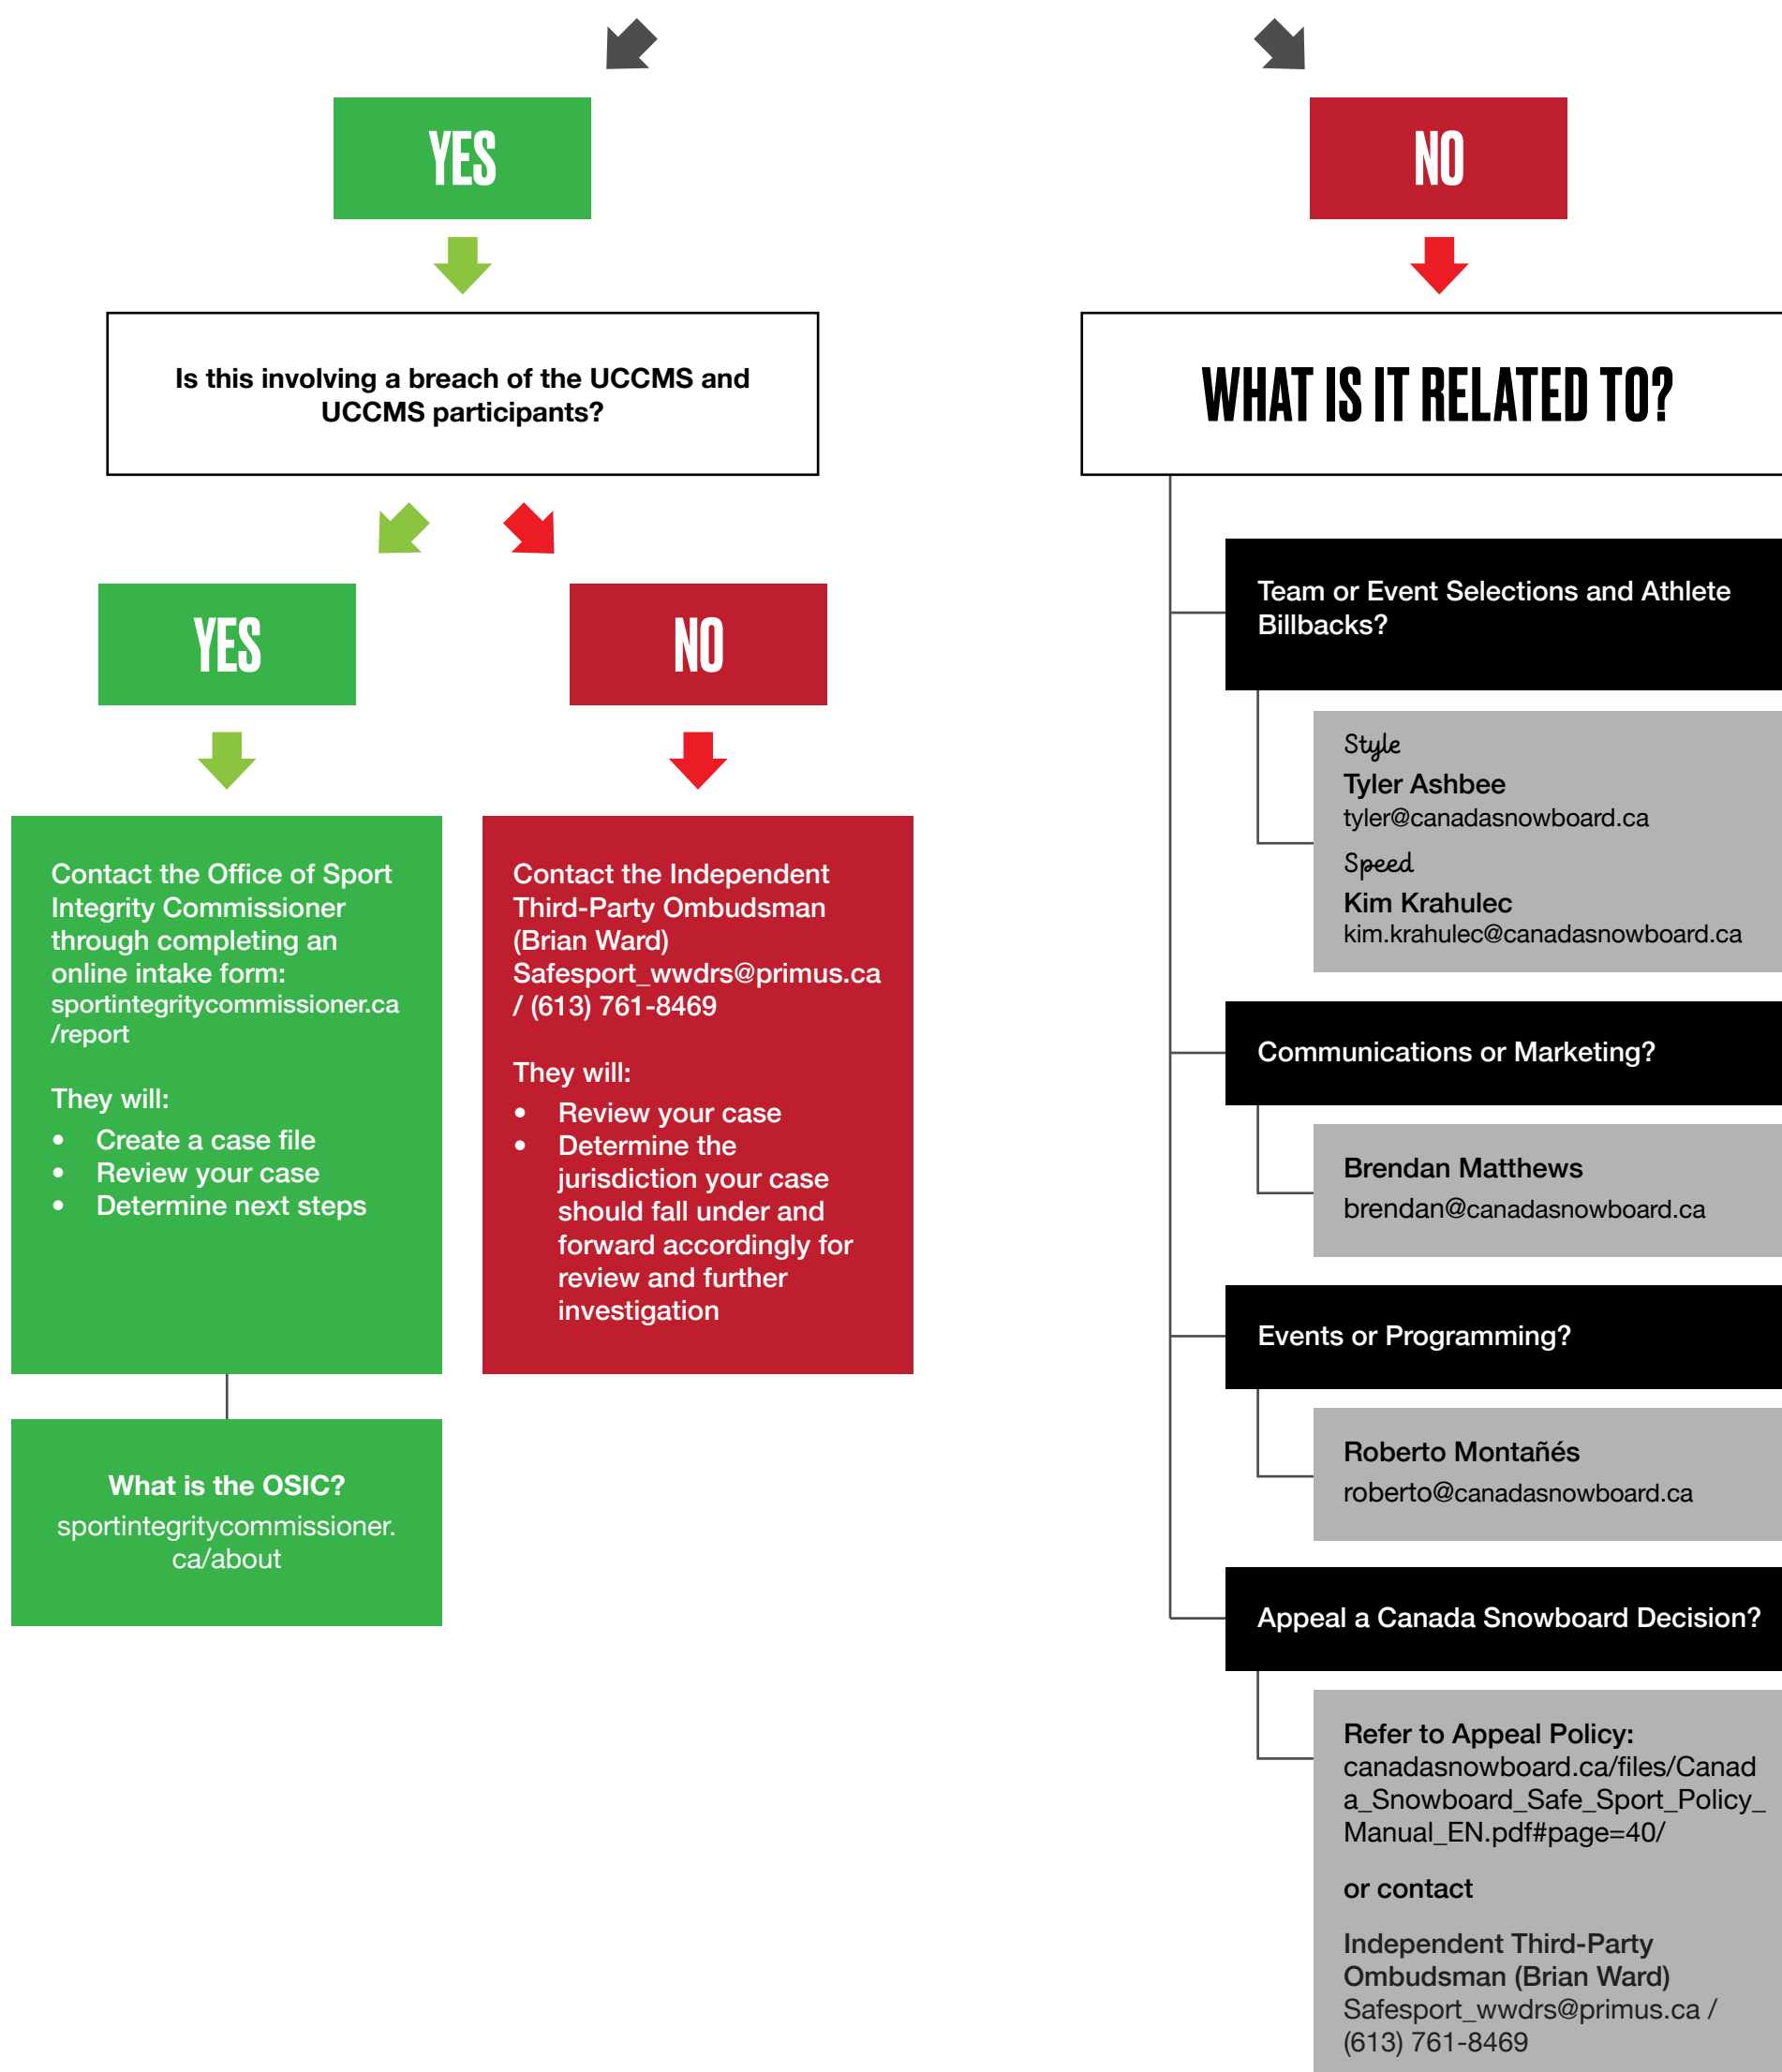 YES
Is this involving a breach of the UCCMS and
UCCMS participants?
YES
NO
Contact the Office of Sport
Integrity Commissioner
through completing an
online intake form:
sportintegritycommissioner.ca
/report
They will:
• Create a case file
• Review your case
• Determine next steps
What is the OSIC?
sportintegritycommissioner.
ca/about
Contact the Independent
Third-Party Ombudsman
(Brian Ward)
Safesport_wwdrs@primus.ca
/ (613) 761-8469
They will:
• Review your case
• Determine the
jurisdiction your case
should fall under and
forward accordingly for
review and further
investigation
NO
WHAT IS IT RELATED TO?
Team or Event Selections and Athlete
Billbacks?
Style
Tyler Ashbee
tyler@canadasnowboard.ca
Speed
Kim Krahulec
kim.krahulec@canadasnowboard.ca
Communications or Marketing?
Brendan Matthews
brendan@canadasnowboard.ca
Events or Programming?
Roberto Montañés
roberto@canadasnowboard.ca
Appeal a Canada Snowboard Decision?
Refer to Appeal Policy:
canadasnowboard.ca/files/Canad
a_Snowboard_Safe_Sport_Policy_
Manual_EN.pdf#page=40/
or contact
Independent Third-Party
Ombudsman (Brian Ward)
Safesport_wwdrs@primus.ca /
(613) 761-8469